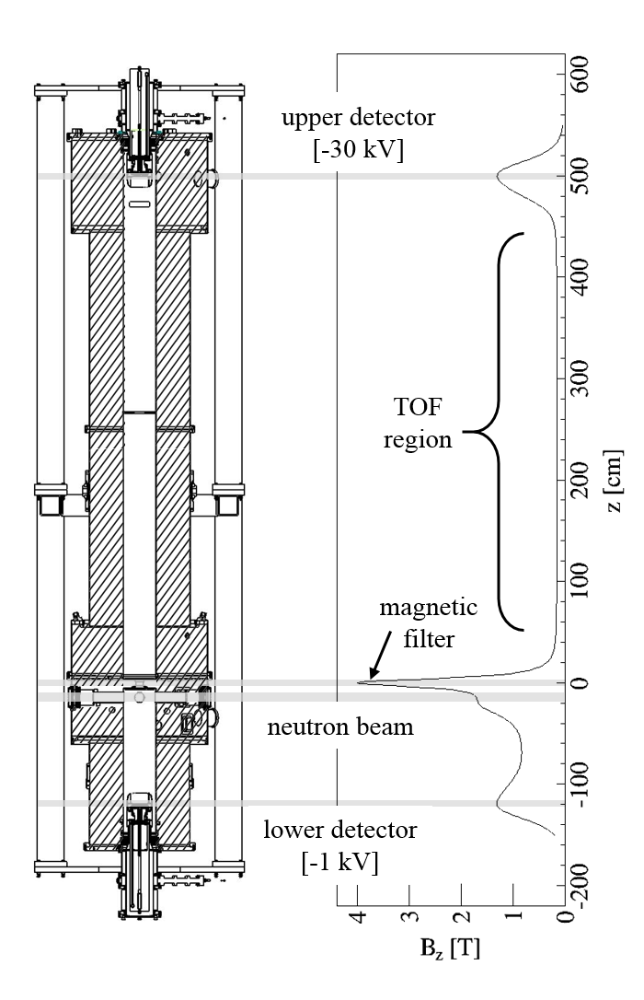 upper detector
[-30 kV]
TOF
region
magnetic
filter
neutron beam
lower detector
[-1 kV]
600
500
400
300
200
100
0
-100
-200
z [cm]
4
3
2
1
0
B_z [T]